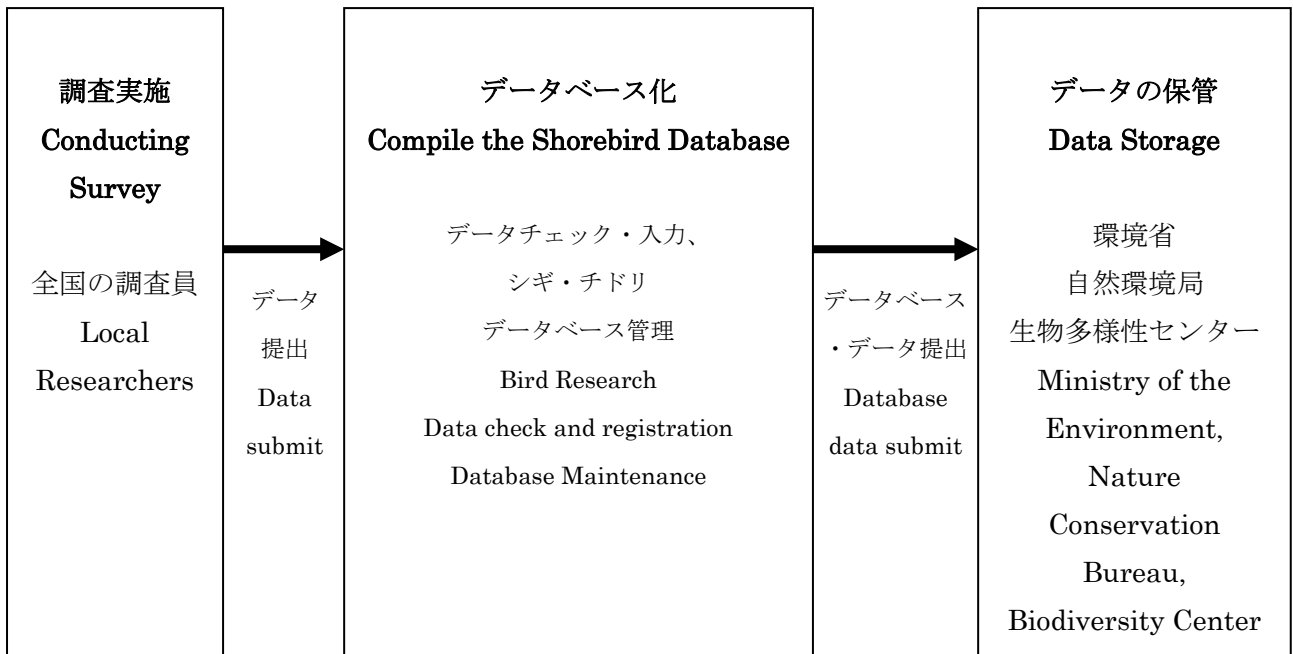 調査実施
Conducting
Survey
全国の調査員
Local
Researchers
データ
提出
Data
submit
データベース化
Compile the Shorebird Database
データチェック・入力、
シギ・チドリ
データベース管理
Bird Research
Data check and registration
Database Maintenance
データベース
・データ提出
Database
data submit
データの保管
Data Storage
環境省
自然環境局
生物多様性センター
Ministry of the
Environment,
Nature
Conservation
Bureau,
Biodiversity Center